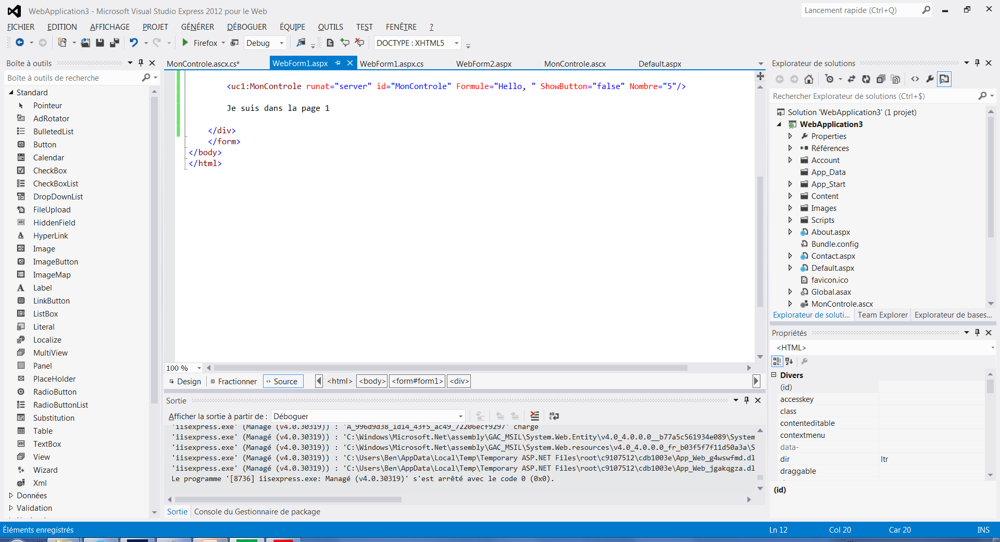 WebApplication3 - Microsoft Visual Studio Express 2012 pour le Web
Lancement rapide (Ctrl+Q)
FICHIER EDITION AFFICHAGE PROJET GÉNÉRER DÉBOGUER ÉQUIPE OUTILS TEST FENÊTRE ?
Firefox Debug DOCTYPE : XHTML5
Boîte à outils
Boîte à outils de recherche
Standard
Pointeur
AdRotator
BulletedList
Button
Calendar
CheckBox
CheckBoxList
DropDownList
FileUpload
HiddenField
HyperLink
Image
ImageButton
ImageMap
Label
LinkButton
ListBox
Literal
Localize
MultiView
Panel
PlaceHolder
RadioButton
RadioButtonList
Substitution
Table
TextBox
View
Wizard
Xml
Données
Validation
MonControle.ascx.cs* WebForm1.aspx WebForm1.aspx.cs WebForm2.aspx MonControle.ascx Default.aspx
<uc1:MonControle runat="server" id="MonControle" Formule="Hello, " ShowButton="false" Nombre="5"/>
Je suis dans la page 1
</div>
</form>
</body>
</html>
100 %
Design Fractionner Source <html> <body> <form#form1> <div>
Sortie
Afficher la sortie à partir de : Déboguer
'iisexpress.exe' (Managé (v4.0.30319)) : 'A_996d9d38_1d14_43f5_ac49_72206ecf9297' chargé
'iisexpress.exe' (Managé (v4.0.30319)) : 'C:\Windows\Microsoft.Net\assembly\GAC_MSIL\System.Web.Entity\v4.0_4.0.0.0__b77a5c561934e089\System
'iisexpress.exe' (Managé (v4.0.30319)) : 'C:\Windows\Microsoft.Net\assembly\GAC_MSIL\System.Web.resources\v4.0_4.0.0.0_fr_b03f5f7f11d50a3a\S
'iisexpress.exe' (Managé (v4.0.30319)) : 'C:\Users\Ben\AppData\Local\Temp\Temporary ASP.NET Files\root\c9107512\cdb1003e\App_Web_g4wswfmd.dl
'iisexpress.exe' (Managé (v4.0.30319)) : 'C:\Users\Ben\AppData\Local\Temp\Temporary ASP.NET Files\root\c9107512\cdb1003e\App_Web_jgakqgza.dl
Le programme '[8736] iisexpress.exe: Managé (v4.0.30319)' s'est arrêté avec le code 0 (0x0).
Sortie Console du Gestionnaire de package
Explorateur de solutions
Rechercher Explorateur de solutions (Ctrl+$)
Solution 'WebApplication3' (1 projet)
WebApplication3
Properties
Références
Account
App_Data
App_Start
Content
Images
Scripts
About.aspx
Bundle.config
Contact.aspx
Default.aspx
favicon.ico
Global.asax
MonControle.ascx
Explorateur de soluti... Team Explorer Explorateur de bases...
Propriétés
<HTML>
Divers
(id)
accesskey
class
contenteditable
contextmenu
data-
dir ltr
draggable
(id)
Éléments enregistrés Ln 12 Col 20 Car 20 INS